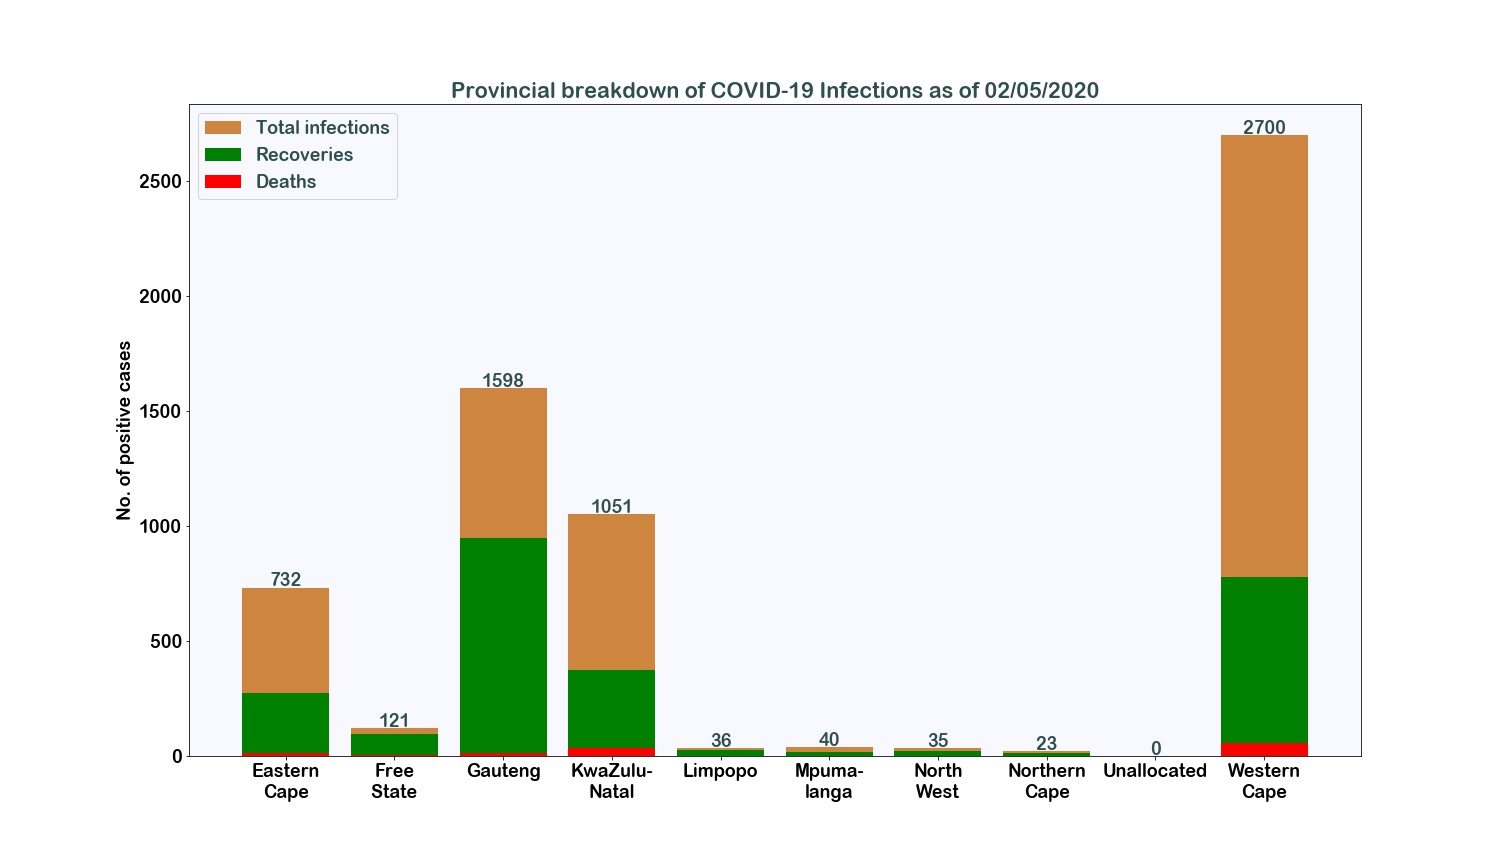 Provincial breakdown of COVID-19 Infections as of 02/05/2020
Total infections
Recoveries
Deaths
No. of positive cases
2500
2000
1500
1000
500
0
732
121
1598
1051
36
40
35
23
0
2700
Eastern
Cape
Free
State
Gauteng
KwaZulu-
Natal
Limpopo
Mpuma-
langa
North
West
Northern
Cape
Unallocated
Western
Cape